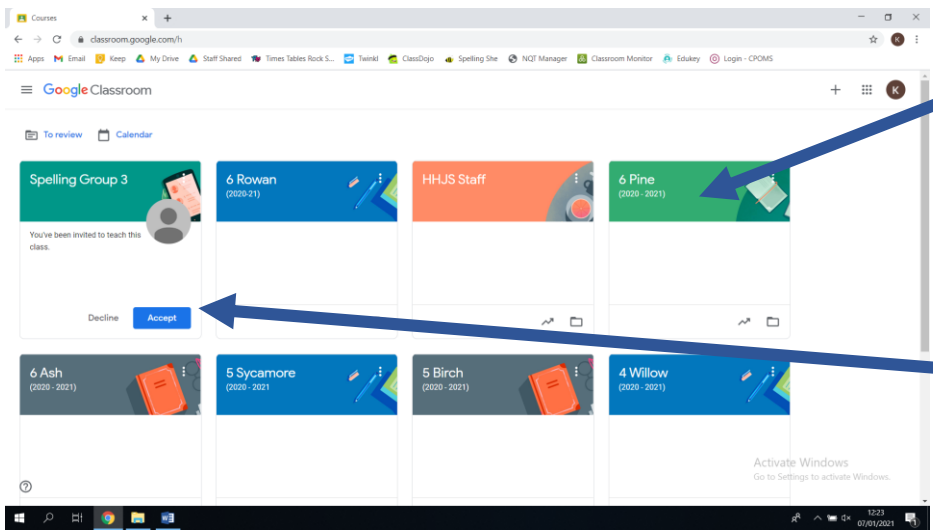 Courses
classroom.google.com/h
Apps Email Keep My Drive Staff Shared Times Tables Rock S... Twinkl ClassDojo Spelling She NQT Manager Classroom Monitor Edukey Login - CPOMS
K
Google Classroom
K
To review Calendar
Spelling Group 3
You've been invited to teach this
class.
Decline Accept
6 Rowan
(2020-21)
HHJS Staff
6 Pine
(2020 - 2021)
6 Ash
(2020 - 2021)
5 Sycamore
(2020 - 2021
5 Birch
(2020 - 2021)
4 Willow
(2020 - 2021)
Activate Windows
Go to Settings to activate Windows.
12:23
07/01/2021